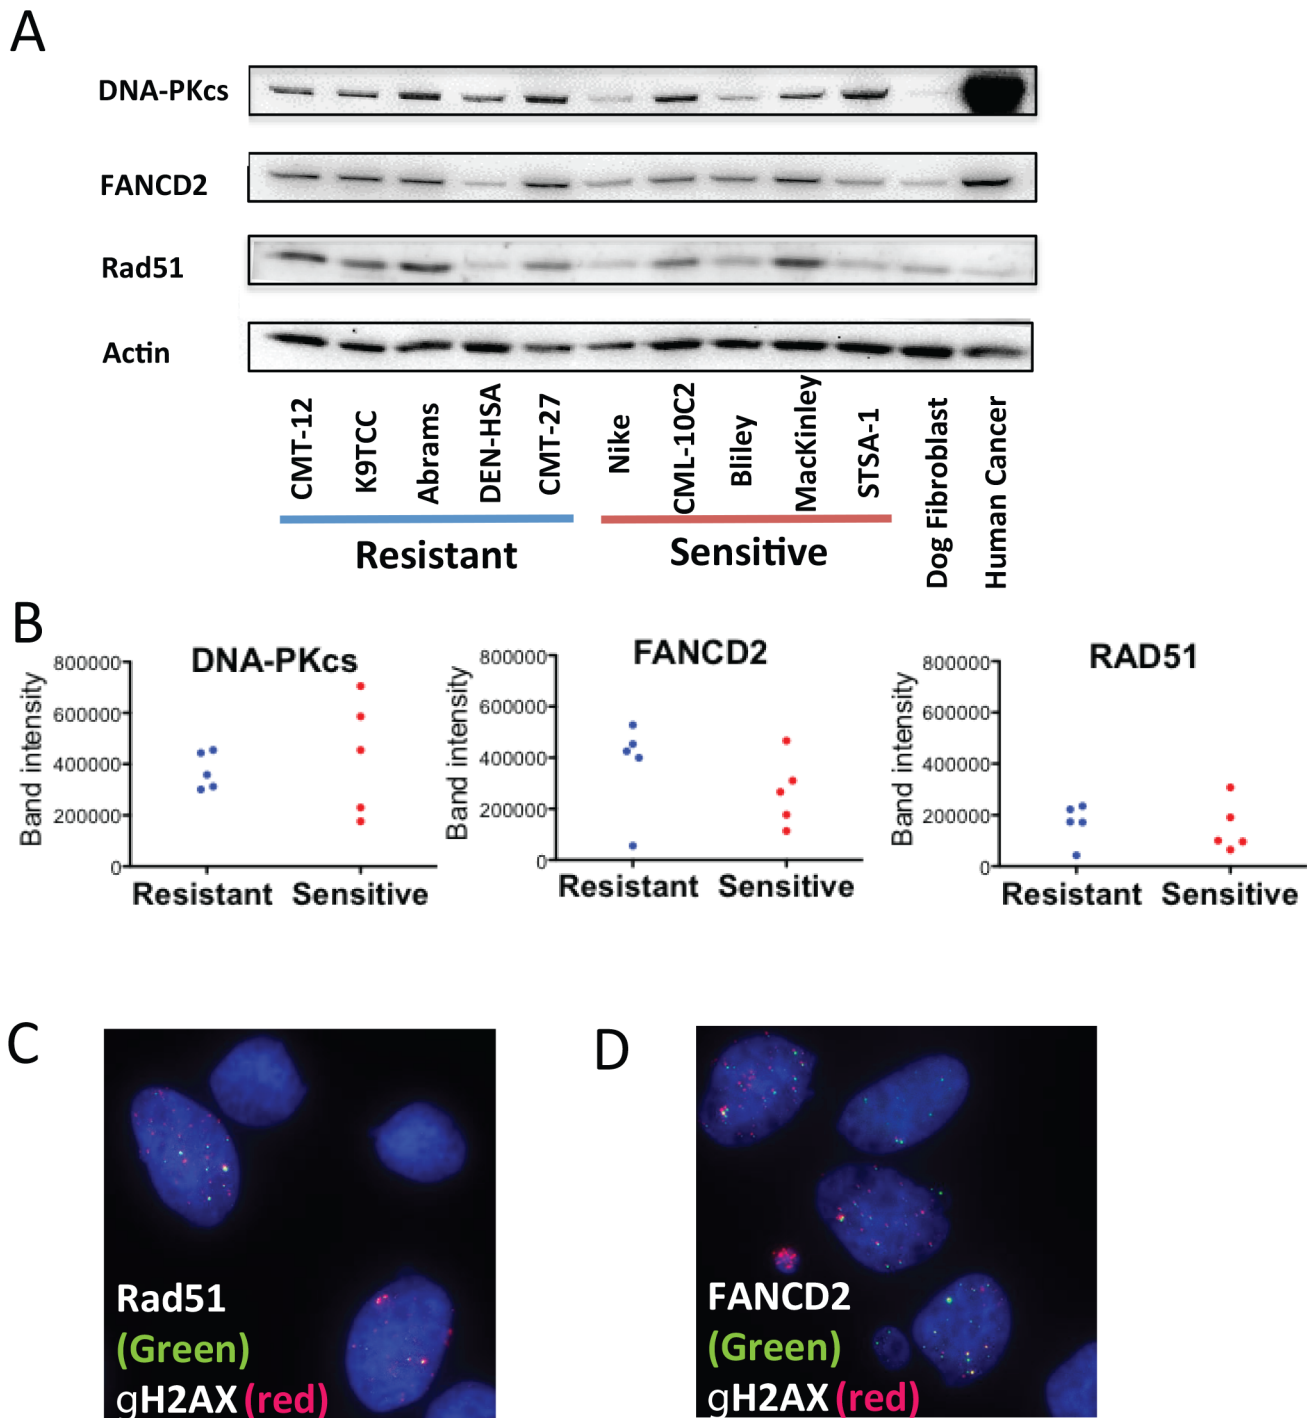 A
DNA-PKcs
FANCD2
Rad51
Actin
CMT-12
K9TCC
Abrams
DEN-HSA
CMT-27
Nike
CML-10C2
Bliley
MacKinley
STSA-1
Dog Fibroblast
Human Cancer
Resistant
Sensitive
B
DNA-PKcs
Band intensity
800000
600000
400000
200000
0
Resistant Sensitive
FANCD2
Band intensity
800000
600000
400000
200000
0
Resistant Sensitive
RAD51
Band intensity
800000
600000
400000
200000
0
Resistant Sensitive
C
Rad51
(Green)
gH2AX (red)
D
FANCD2
(Green)
gH2AX (red)